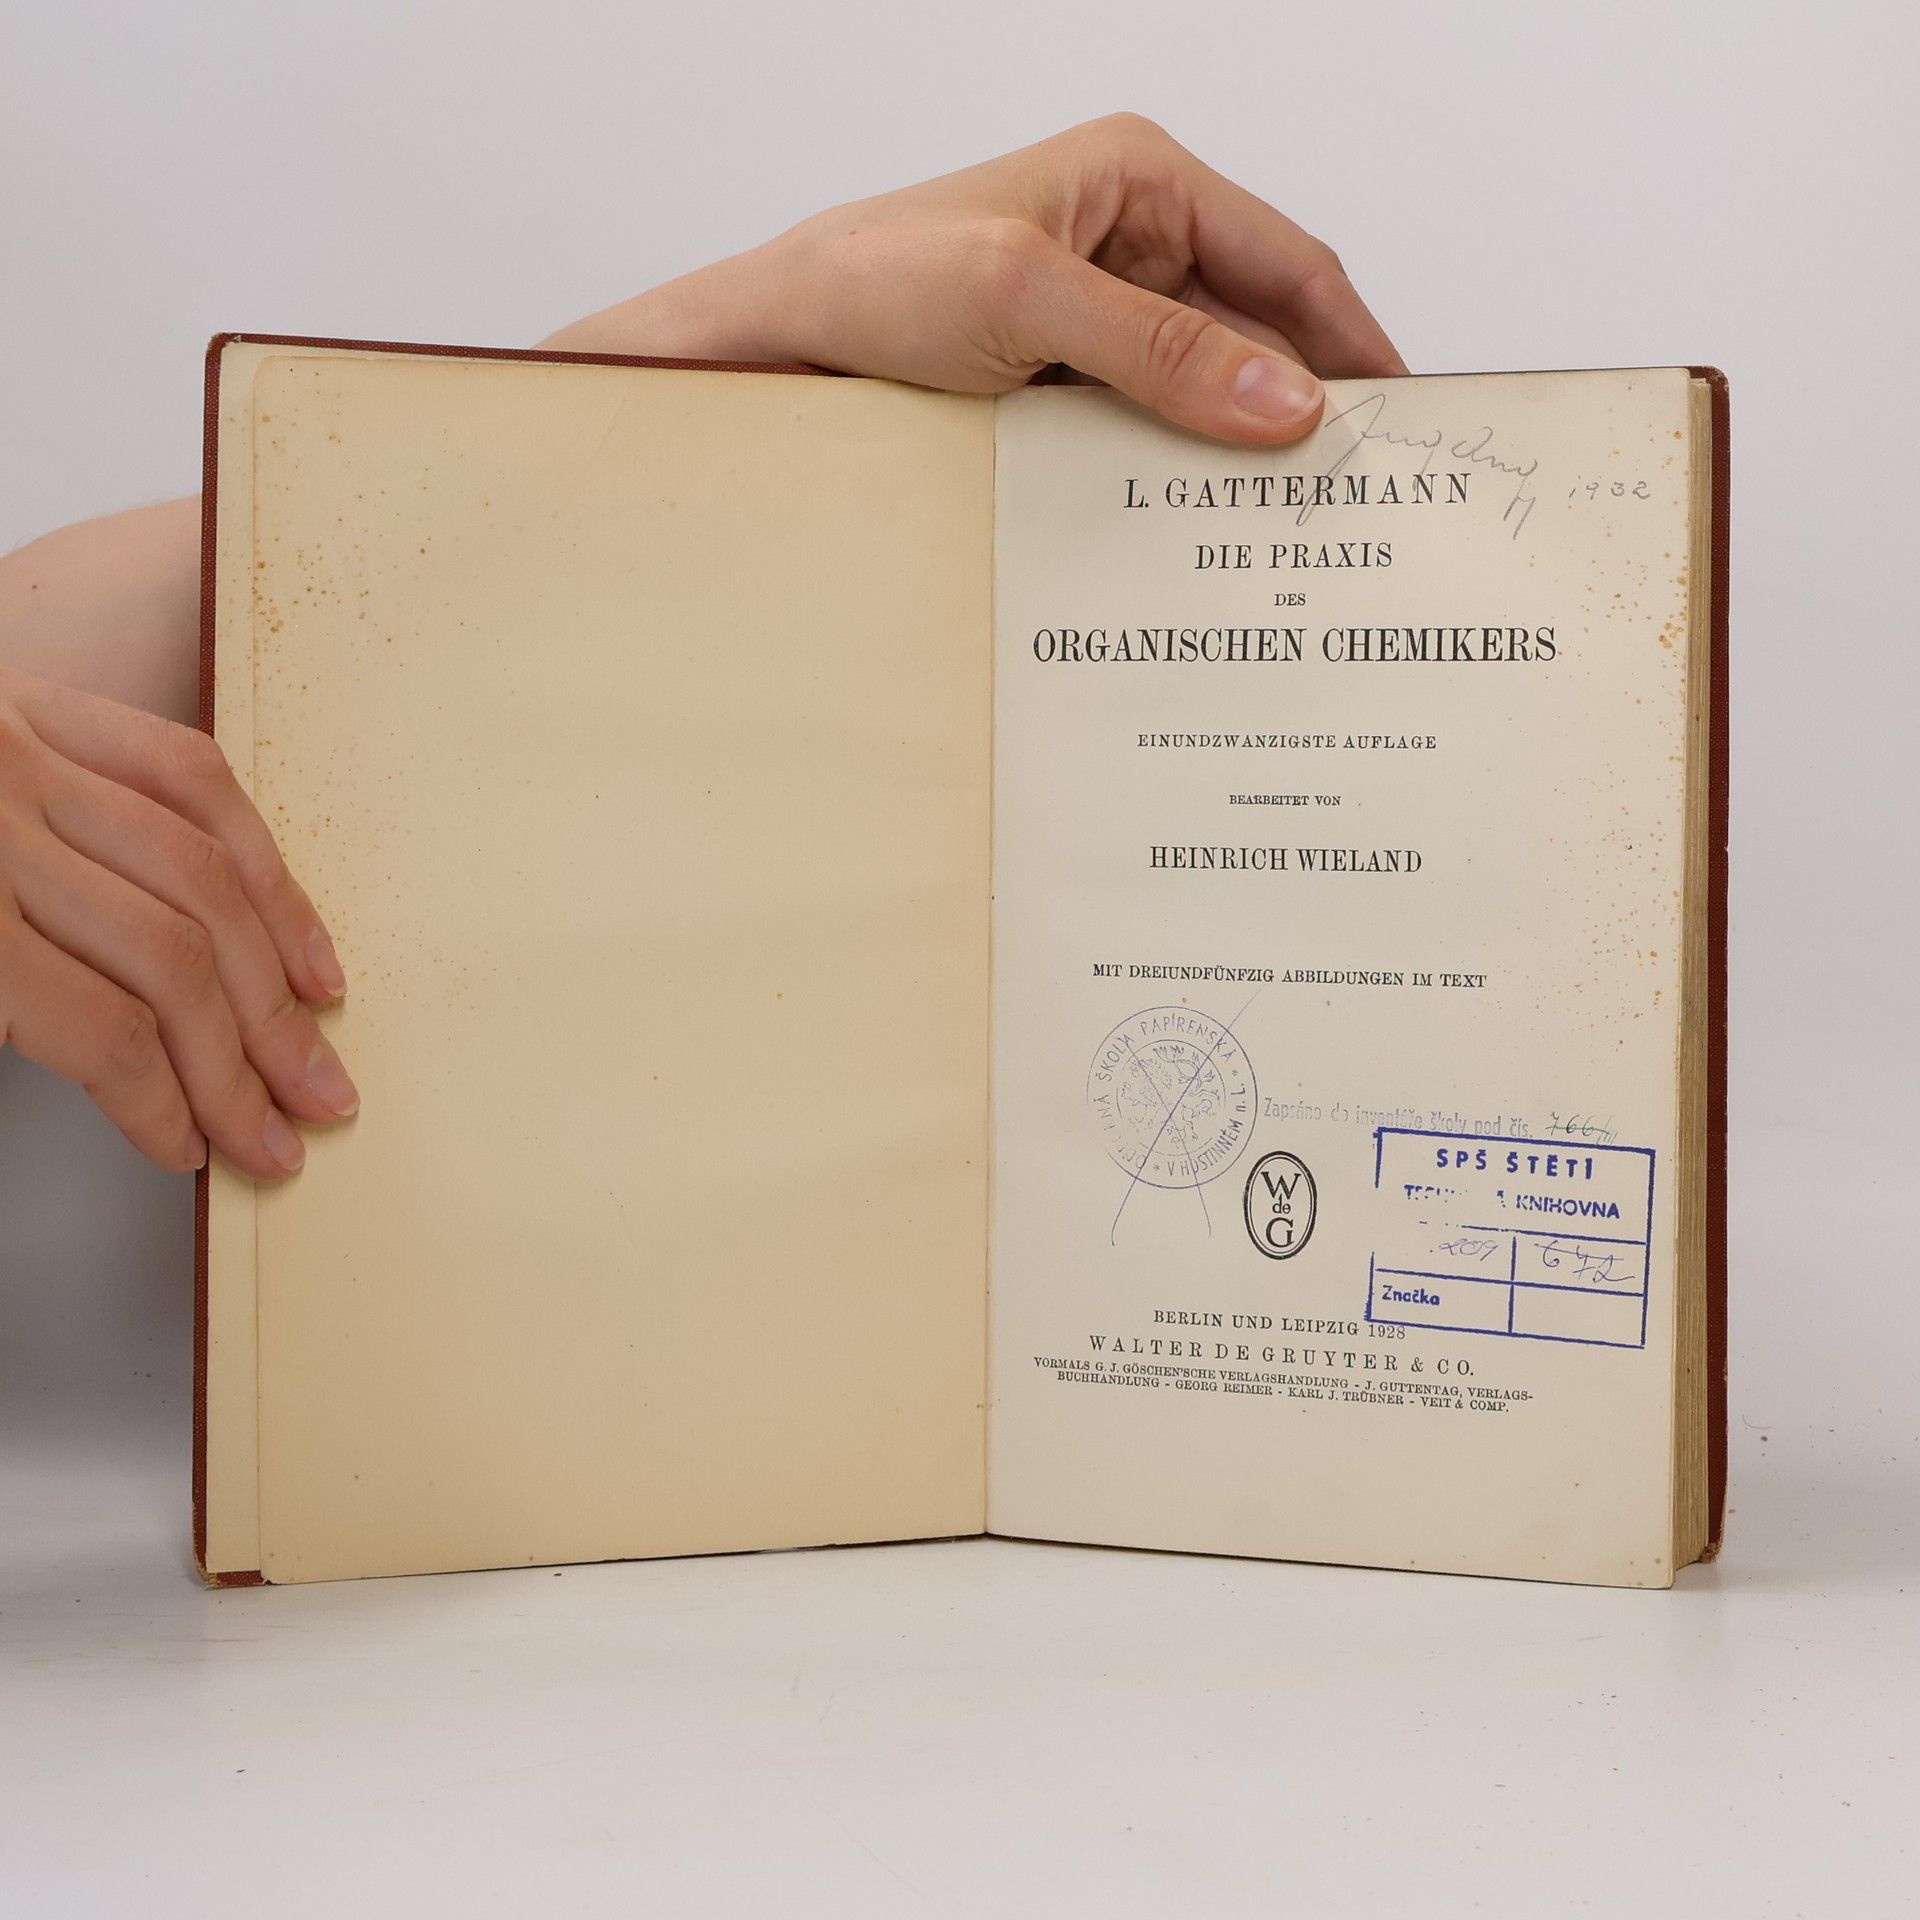 1932
L. GATTERMANN
DIE PRAXIS
DES
ORGANISCHEN CHEMIKERS
EINUNDZWANZIGSTE AUFLAGE
BEARBEITET VON
HEINRICH WIELAND
MIT DREIUNDFÜNFZIG ABBILDUNGEN IM TEXT
ŠKOLA PAPÍRENSKÁ * V HOSTINNÉM n. L. *
Zapsáno do inventáře školy pod čís. 766/III
SPŠ ŠTĚTÍ
KNIHOVNA
209 672
Značka
W
de
G
BERLIN UND LEIPZIG 1928
WALTER DE GRUYTER & CO.
VORMALS G. J. GÖSCHEN'SCHE VERLAGSHANDLUNG - J. GUTTENTAG, VERLAGS-
BUCHHANDLUNG - GEORG REIMER - KARL J. TRÜBNER - VEIT & COMP.